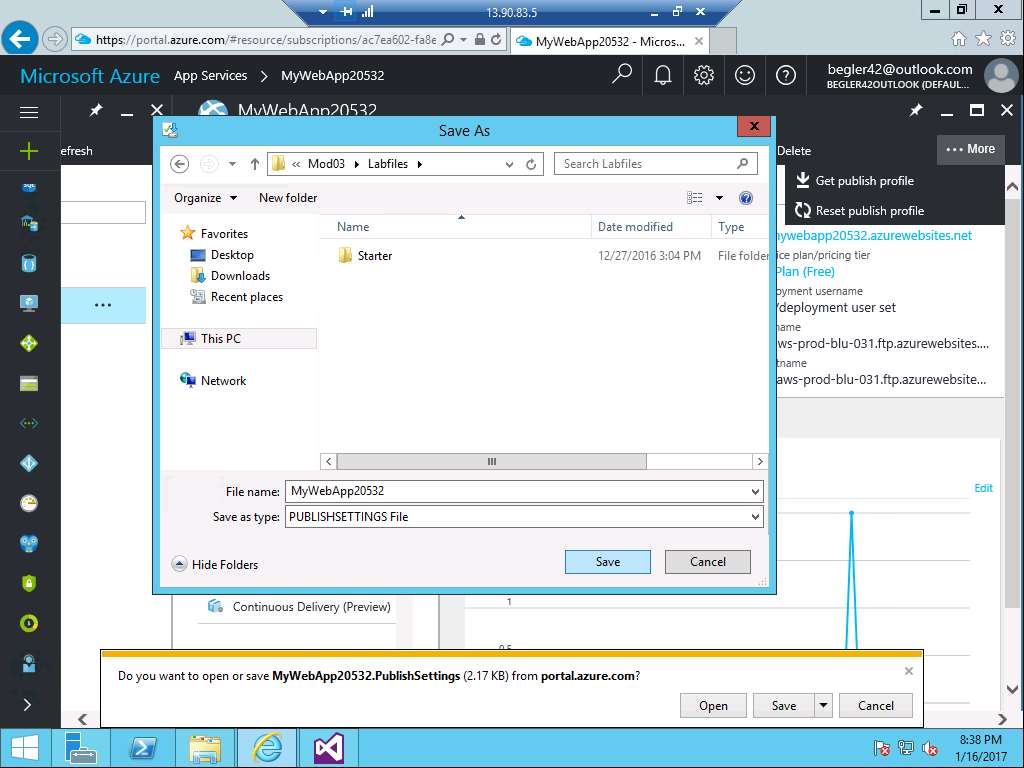 13.90.83.5
https://portal.azure.com/#resource/subscriptions/ac7ea602-fa8e
MyWebApp20532 - Micros...
Microsoft Azure
App Services > MyWebApp20532
begler42@outlook.com
BEGLER42OUTLOOK (DEFAUL...
MyWebApp20532
efresh
Delete
... More
Get publish profile
Reset publish profile
Save As
« Mod03 Labfiles
Search Labfiles
Organize
New folder
Name
Date modified
Type
Favorites
Desktop
Downloads
Recent places
This PC
Network
Starter
12/27/2016 3:04 PM
File folder
File name: MyWebApp20532
Save as type: PUBLISHSETTINGS File
Hide Folders
Save
Cancel
nywebapp20532.azurewebsites.net
ice plan/pricing tier
Plan (Free)
oyment username
/deployment user set
name
ws-prod-blu-031.ftp.azurewebsites....
tname
aws-prod-blu-031.ftp.azurewebsite...
Edit
1
0.5
Continuous Delivery (Preview)
Do you want to open or save MyWebApp20532.PublishSettings (2.17 KB) from portal.azure.com?
Open
Save
Cancel
8:38 PM
1/16/2017